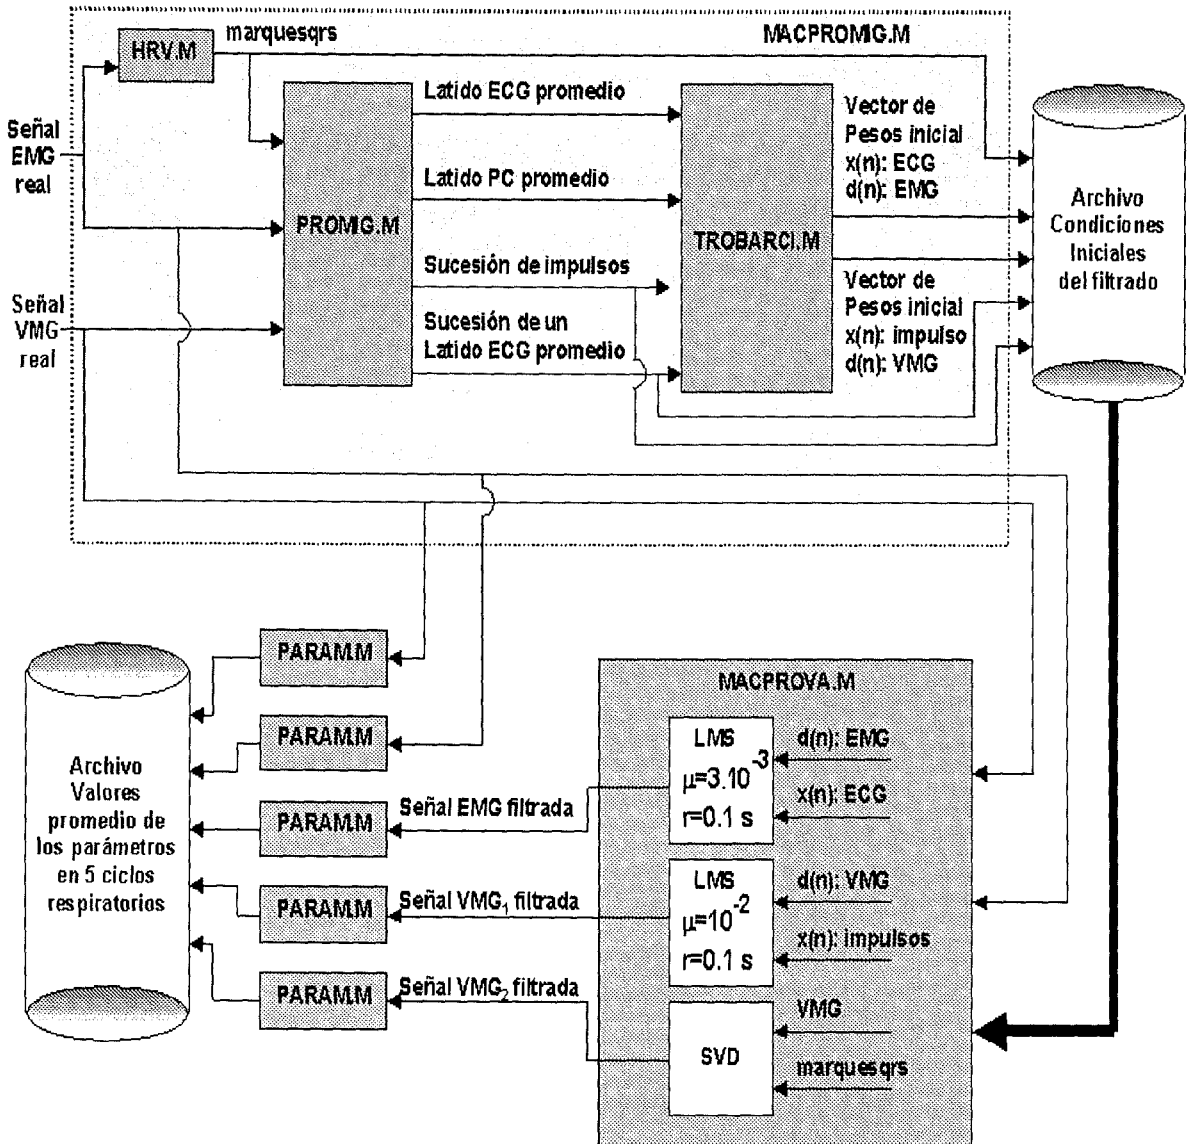 HRV.M
marquesqrs
MACPROMIG.M
Señal
EMG
real
Señal
VMG
real
PROMIG.M
Latido ECG promedio
Latido PC promedio
Sucesión de impulsos
Sucesión de un
Latido ECG promedio
TROBARCI.M
Vector de
Pesos inicial
x(n): ECG
d(n): EMG
Vector de
Pesos inicial
x(n): impulso
d(n): VMG
Archivo
Condiciones
Iniciales
del filtrado
PARAM.M
PARAM.M
PARAM.M
PARAM.M
PARAM.M
Archivo
Valores
promedio de
los parámetros
en 5 ciclos
respiratorios
Señal EMG filtrada
Señal VMG₁ filtrada
Señal VMG₂ filtrada
MACPROVA.M
LMS
μ=3.10⁻³
r=0.1 s
d(n): EMG
x(n): ECG
LMS
μ=10⁻²
r=0.1 s
d(n): VMG
x(n): impulsos
SVD
VMG
marquesqrs